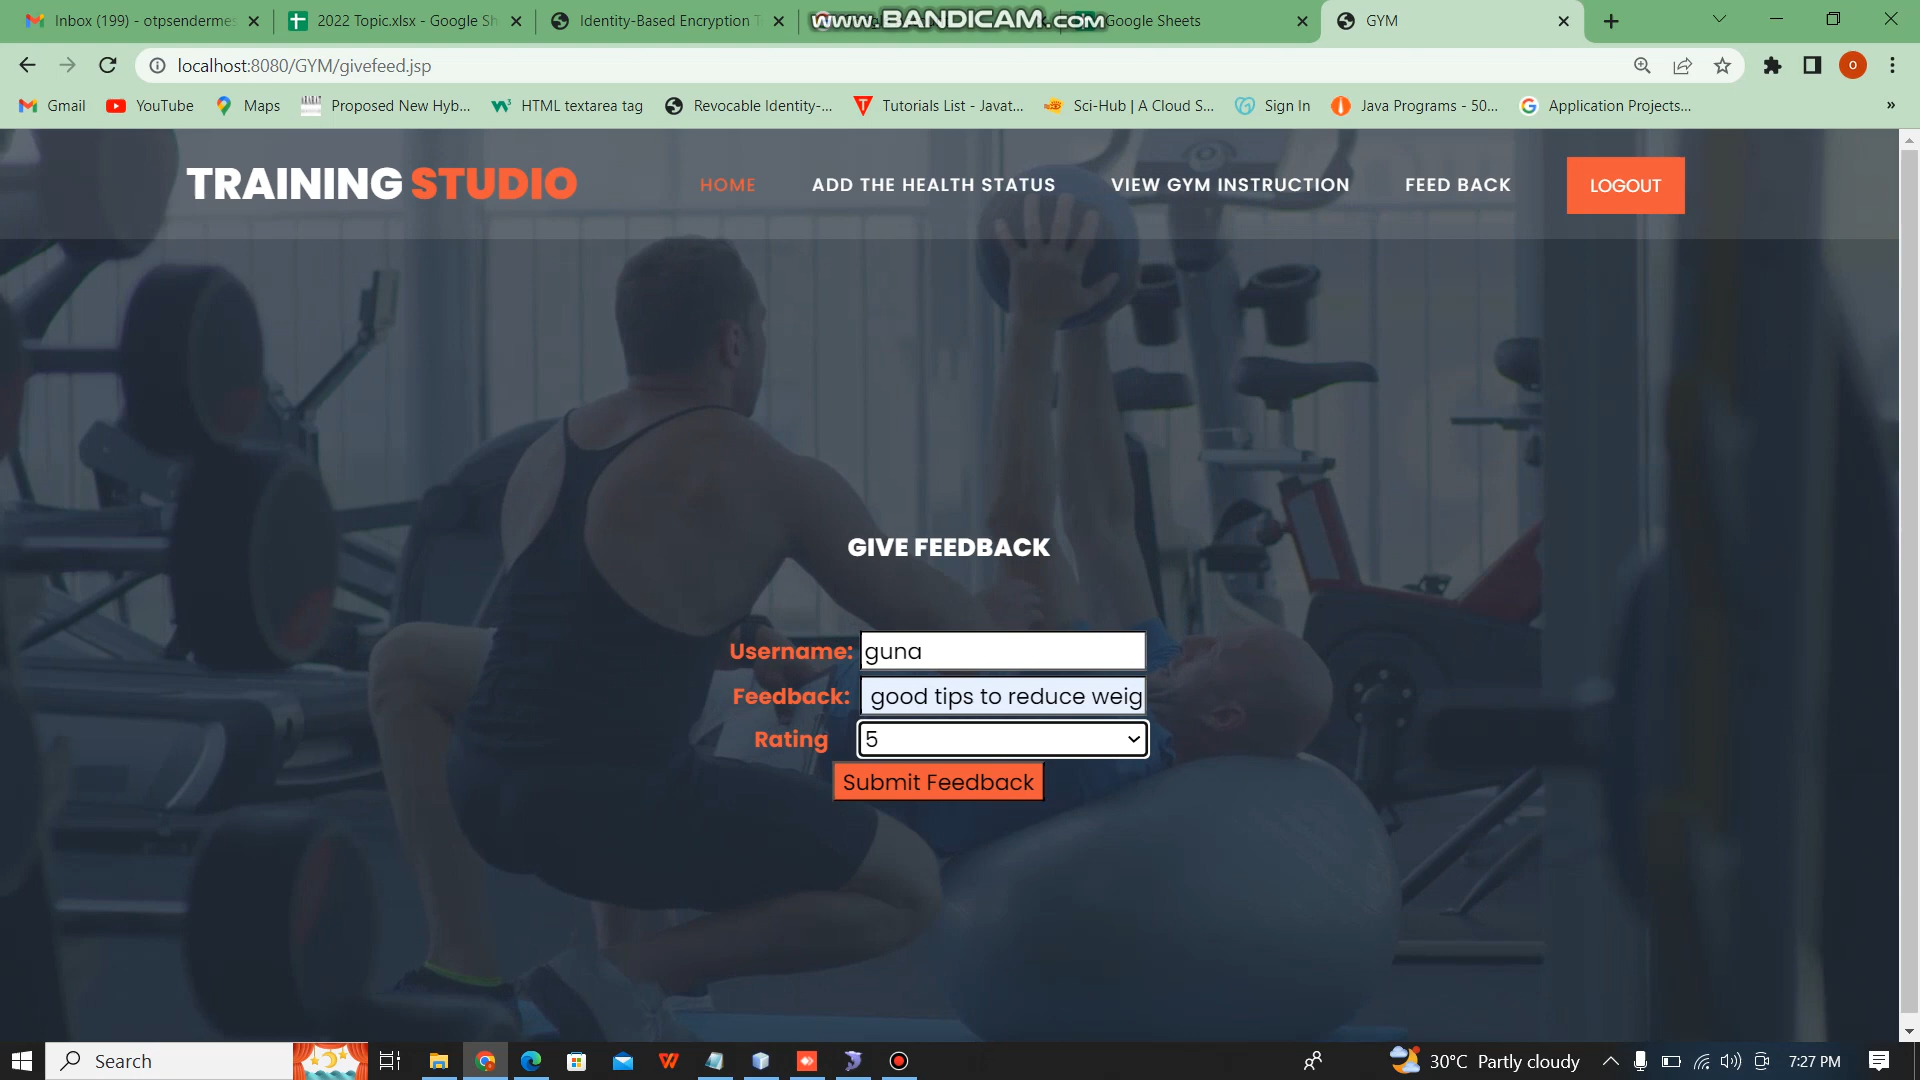 Inbox (199) - otpsenderme
2022 Topic.xlsx - Google Sh
Identity-Based Encryption T
www.BANDICAM.com
Google Sheets
GYM
localhost:8080/GYM/givefeed.jsp
O
Gmail
YouTube
Maps
Proposed New Hyb...
HTML textarea tag
Revocable Identity-...
Tutorials List - Javat...
Sci-Hub | A Cloud S...
Sign In
Java Programs - 50...
Application Projects...
»
TRAINING STUDIO
HOME
ADD THE HEALTH STATUS
VIEW GYM INSTRUCTION
FEED BACK
LOGOUT
GIVE FEEDBACK
Username: guna
Feedback: good tips to reduce weig
Rating 5
Submit Feedback
Search
30°C Partly cloudy
7:27 PM